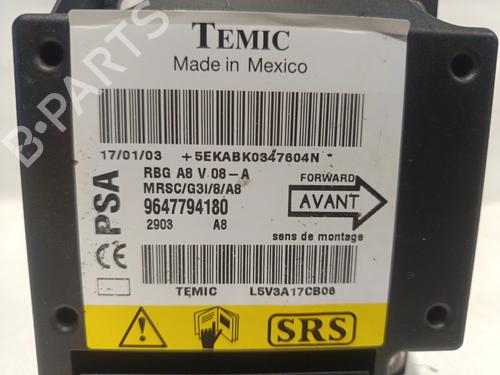 TEMIC
Made in Mexico
17/01/03 +5EKABK0347604N
RBG A8 V 08-A
MRSC/G3I/8/A8
9647794180
2903 A8
FORWARD
AVANT
sens de montage
CE PSA
TEMIC L5V3A17CB06
SRS
B-PARTS